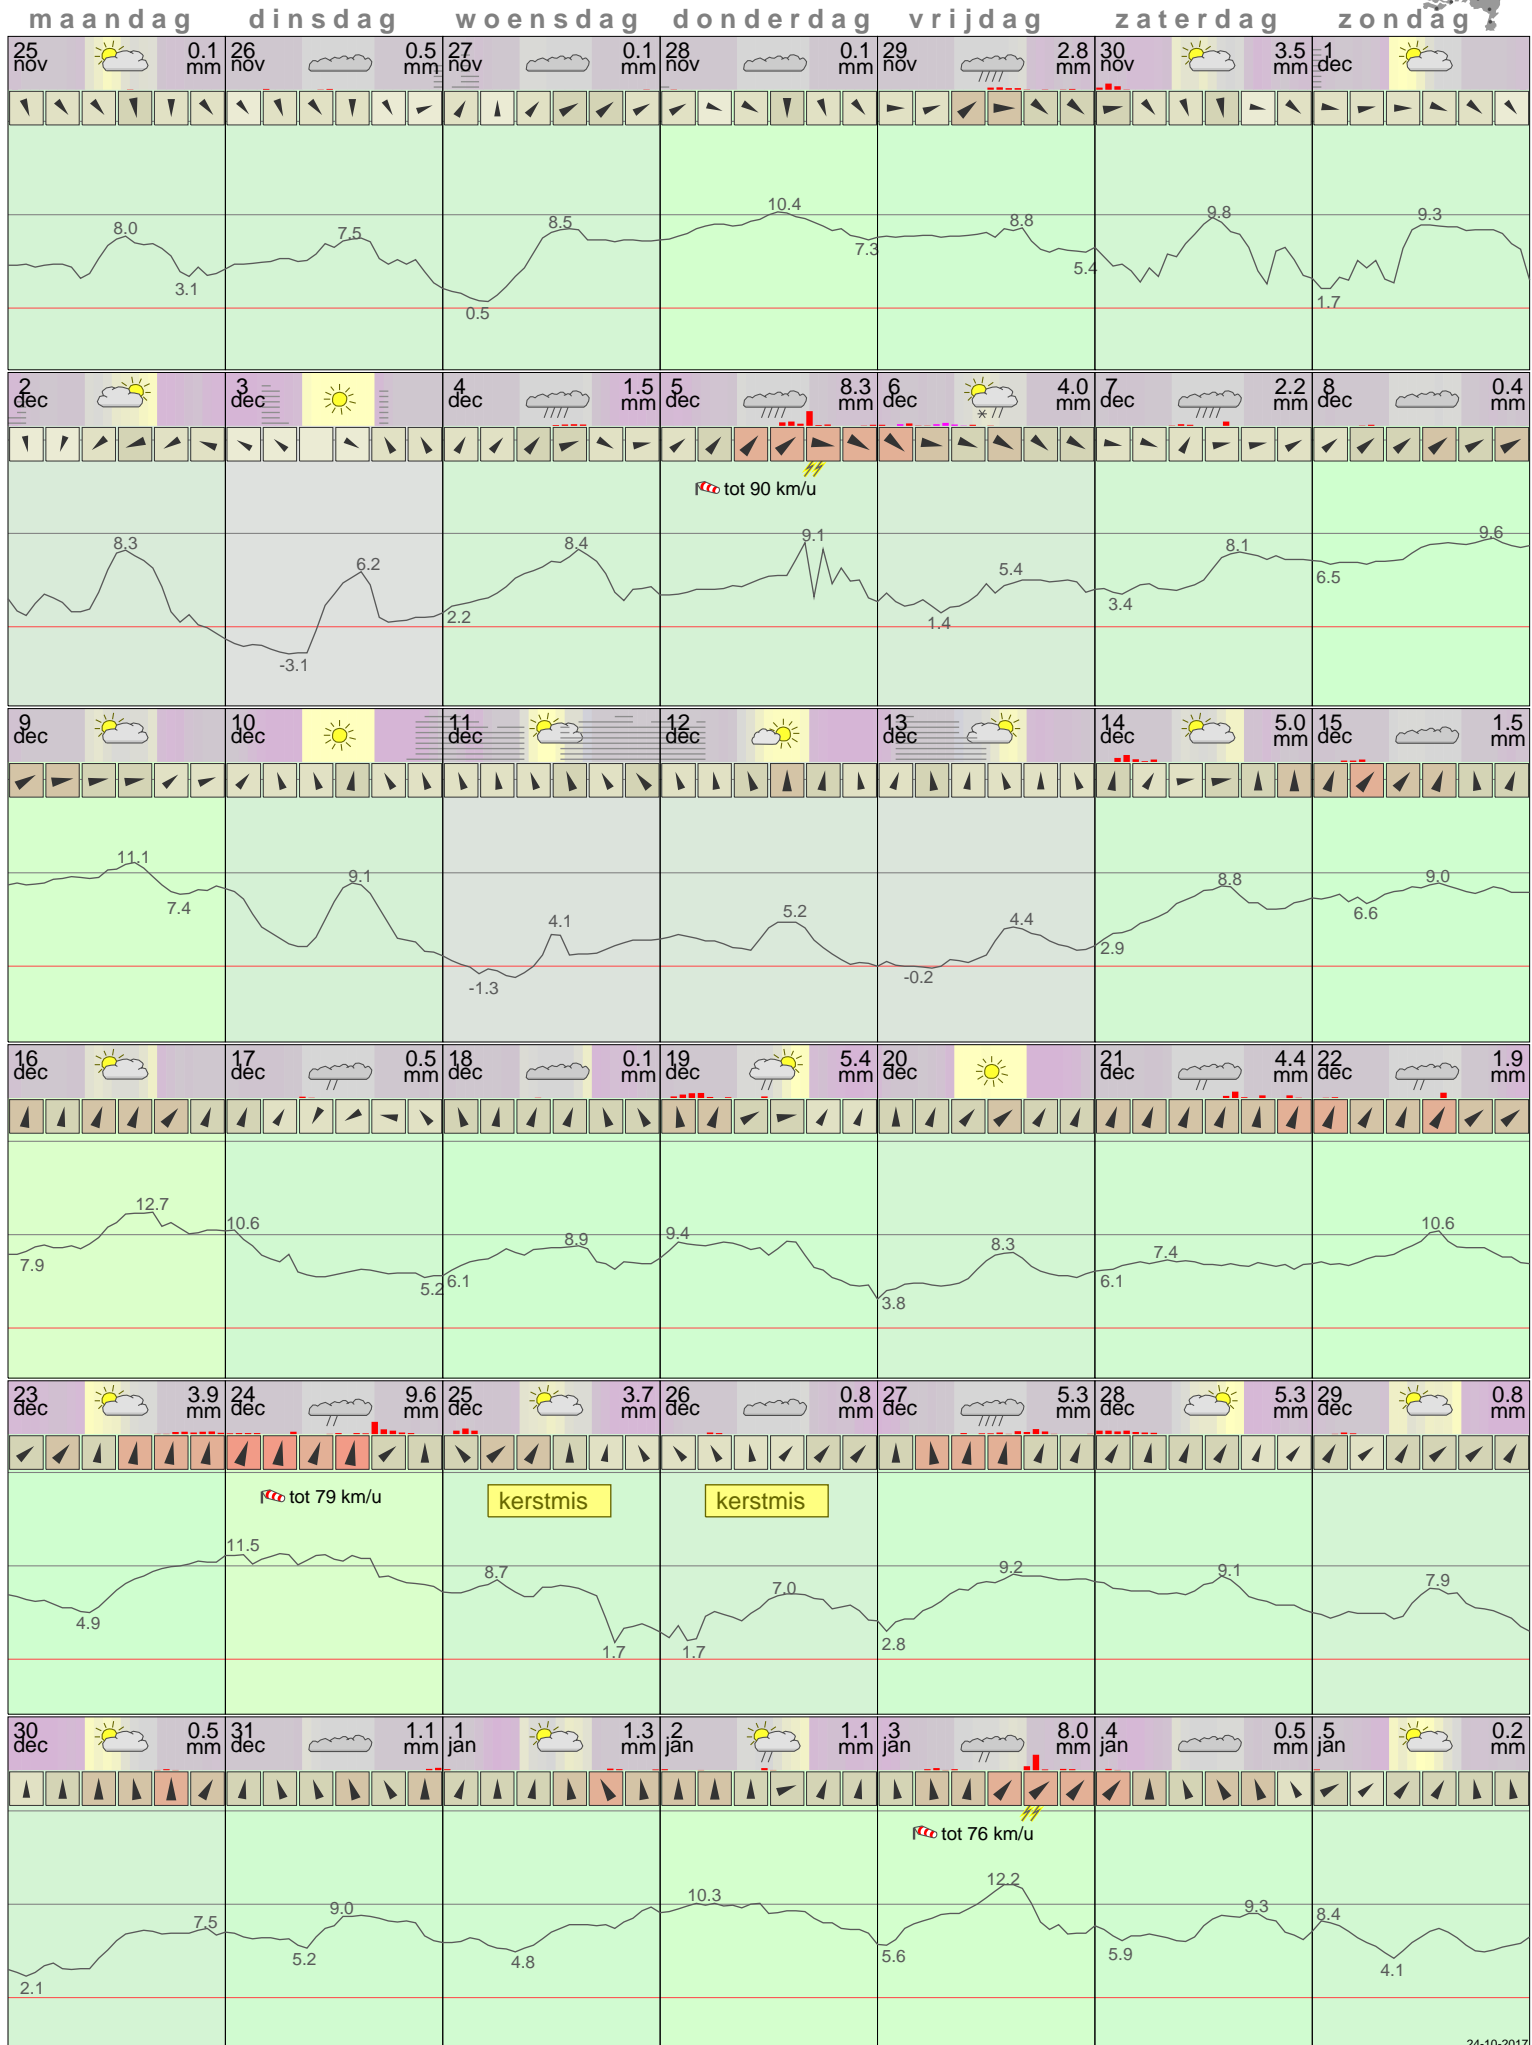 maandag dinsdag woensdag donderdag vrijdag zaterdag zondag
25 nov 0.1 mm 26 nov 0.5 mm 27 nov 0.1 mm 28 nov 0.1 mm 29 nov 2.8 mm 30 nov 3.5 mm 1 dec
8.0 3.1 7.5 0.5 8.5 10.4 7.3 8.8 5.4 9.8 1.7 9.3
2 dec 3 dec 4 dec 1.5 mm 5 dec 8.3 mm 6 dec 4.0 mm 7 dec 2.2 mm 8 dec 0.4 mm
tot 90 km/u
8.3 -3.1 6.2 2.2 8.4 9.1 1.4 5.4 3.4 8.1 6.5 9.6
9 dec 10 dec 11 dec 12 dec 13 dec 14 dec 5.0 mm 15 dec 1.5 mm
11.1 7.4 9.1 -1.3 4.1 5.2 -0.2 4.4 2.9 8.8 6.6 9.0
16 dec 17 dec 0.5 mm 18 dec 0.1 mm 19 dec 5.4 mm 20 dec 21 dec 4.4 mm 22 dec 1.9 mm
7.9 12.7 10.6 5.2 6.1 8.9 9.4 3.8 8.3 6.1 7.4 10.6
23 dec 3.9 mm 24 dec 9.6 mm 25 dec 3.7 mm 26 dec 0.8 mm 27 dec 5.3 mm 28 dec 5.3 mm 29 dec 0.8 mm
tot 79 km/u kerstmis kerstmis
4.9 11.5 8.7 1.7 1.7 7.0 2.8 9.2 9.1 7.9
30 dec 0.5 mm 31 dec 1.1 mm 1 jan 1.3 mm 2 jan 1.1 mm 3 jan 8.0 mm 4 jan 0.5 mm 5 jan 0.2 mm
tot 76 km/u
2.1 7.5 5.2 9.0 4.8 10.3 5.6 12.2 5.9 9.3 8.4 4.1
24-10-2017